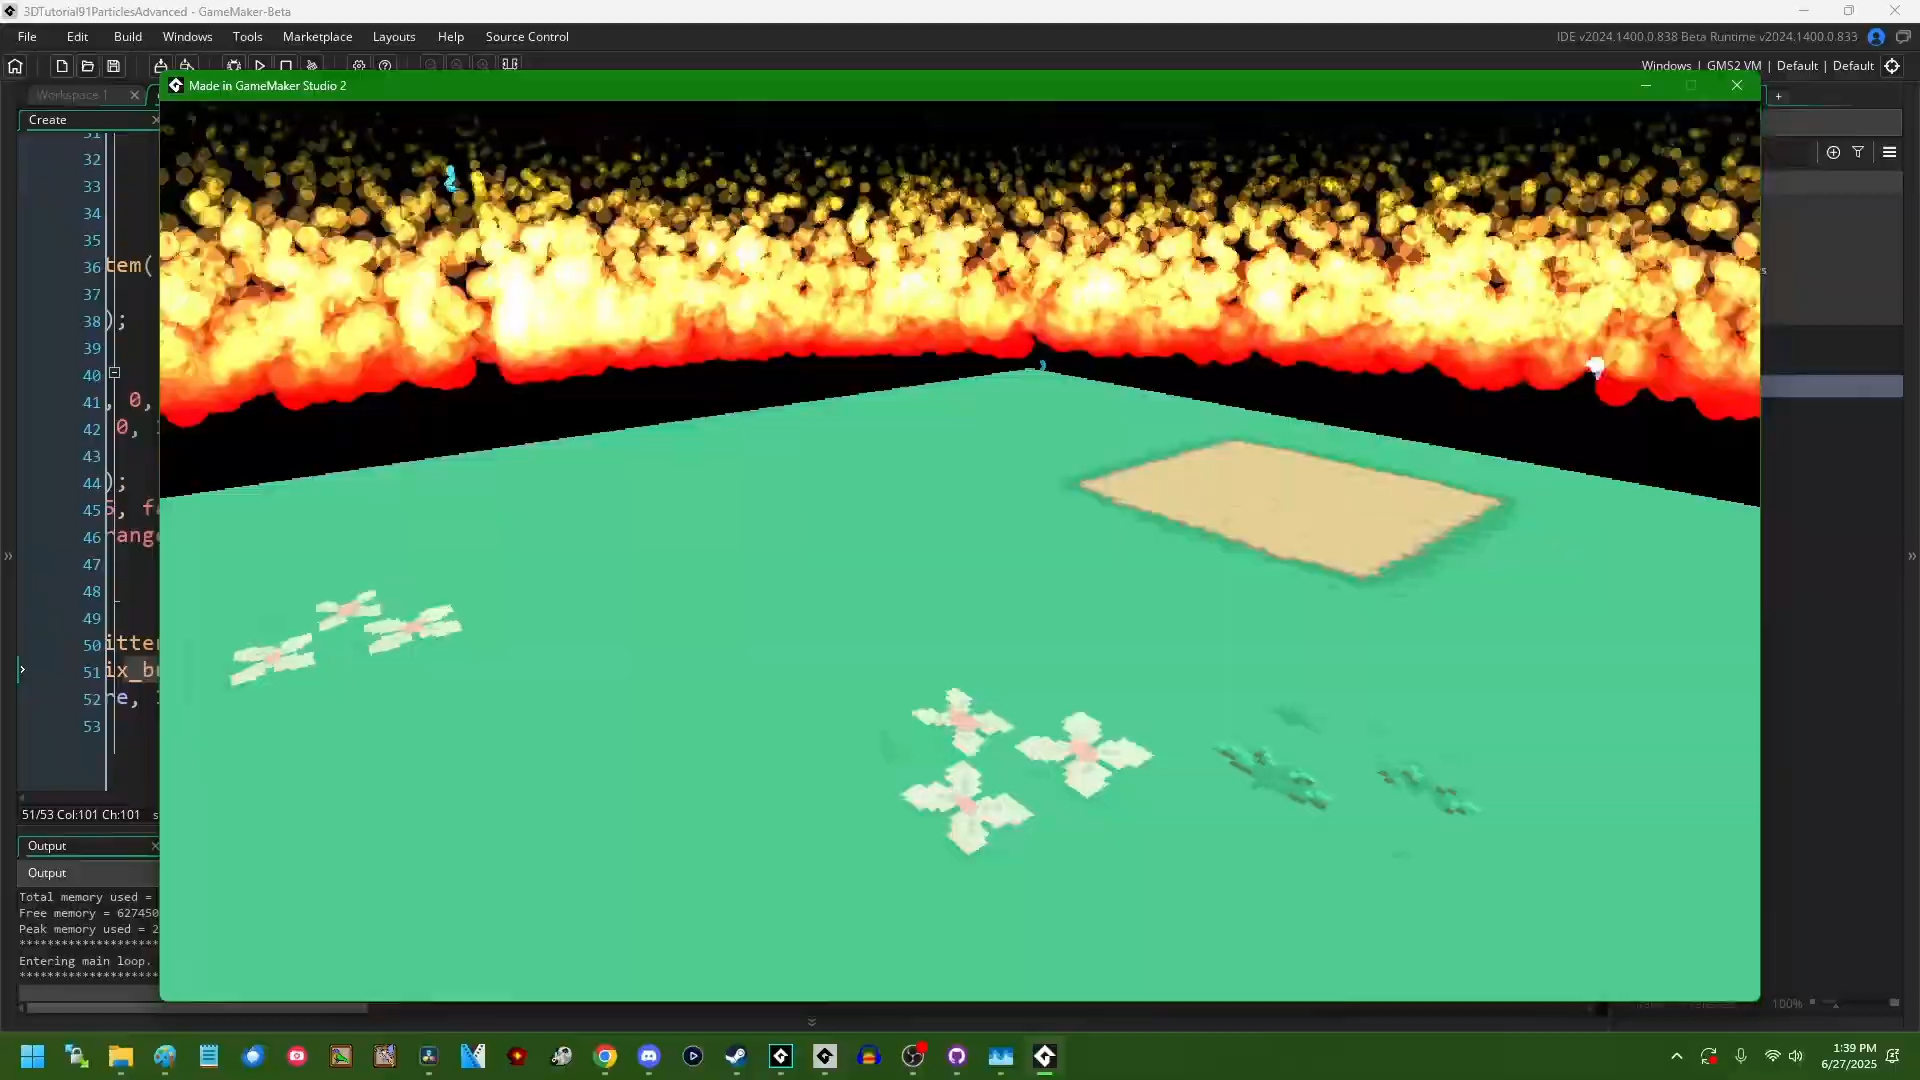 3DTutorial91ParticlesAdvanced - GameMaker-Beta
File Edit Build Windows Tools Marketplace Layouts Help Source Control
IDE v2024.1400.0.838 Beta Runtime v2024.1400.0.833
Windows | GMS2 VM | Default | Default
Workspace 1
Made in GameMaker Studio 2
Create
31
32
33
34
35
36 tem(
37
38 );
39
40
41 , 0,
42 0,
43
44 );
45
46
47
48
49
50 itter
51 ix_bu
52 re,
53
51/53 Col:101 Ch:101 s
Output
Output
Total memory used =
Free memory = 627450
Peak memory used = 2
********************
Entering main loop.
********************
100%
1:39 PM
6/27/2025